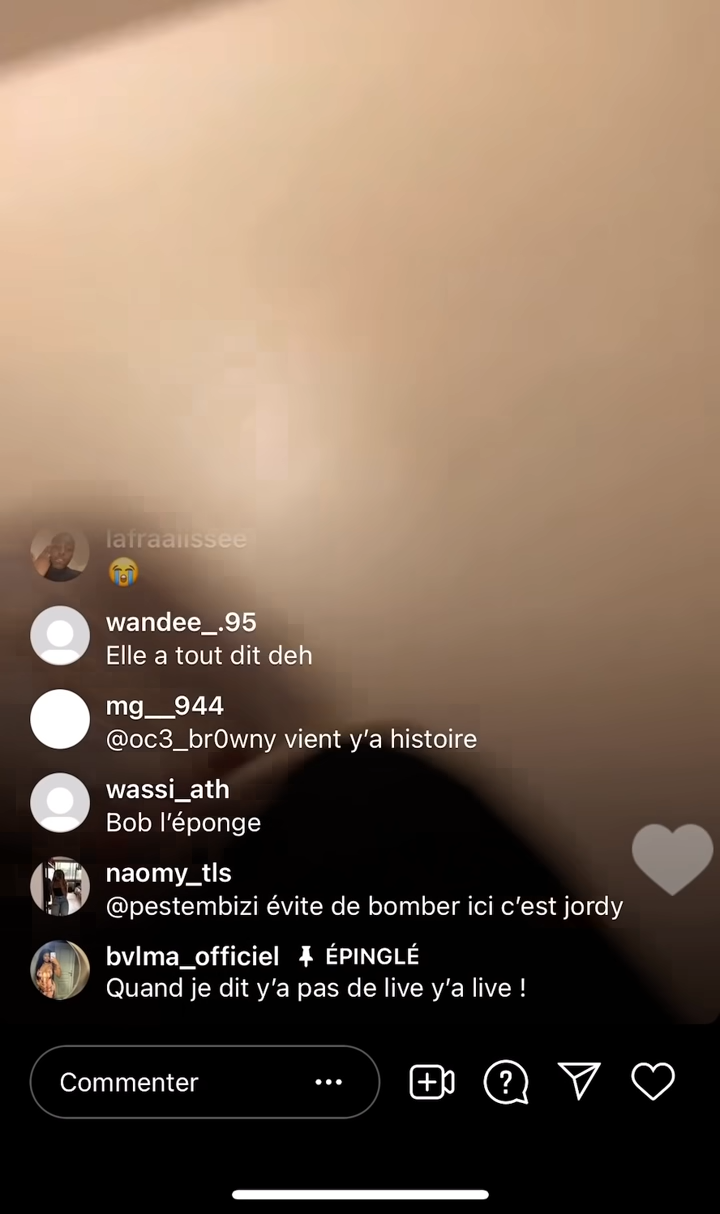 lafraalissee
😭
wandee_.95
Elle a tout dit deh
mg__944
@oc3_br0wny vient y’a histoire
wassi_ath
Bob l’éponge
naomy_tls
@pestembizi évite de bomber ici c’est jordy
bvlma_officiel ÉPINGLÉ
Quand je dit y’a pas de live y’a live !
Commenter